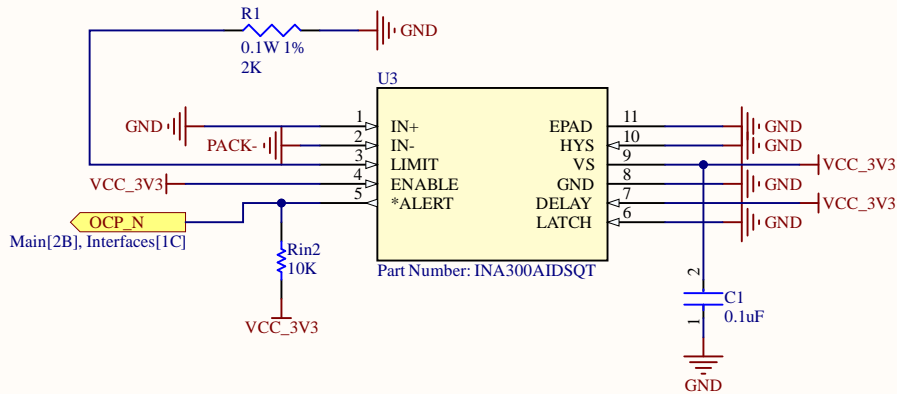 R1
0.1W 1%
2K
GND
U3
GND
1
IN+
EPAD
11
GND
PACK-
2
IN-
HYS
10
GND
3
LIMIT
VS
9
VCC_3V3
VCC_3V3
4
ENABLE
GND
8
GND
5
*ALERT
DELAY
7
VCC_3V3
OCP_N
LATCH
6
GND
Main[2B], Interfaces[1C]
Rin2
10K
Part Number: INA300AIDSQT
VCC_3V3
2
C1
0.1uF
1
GND